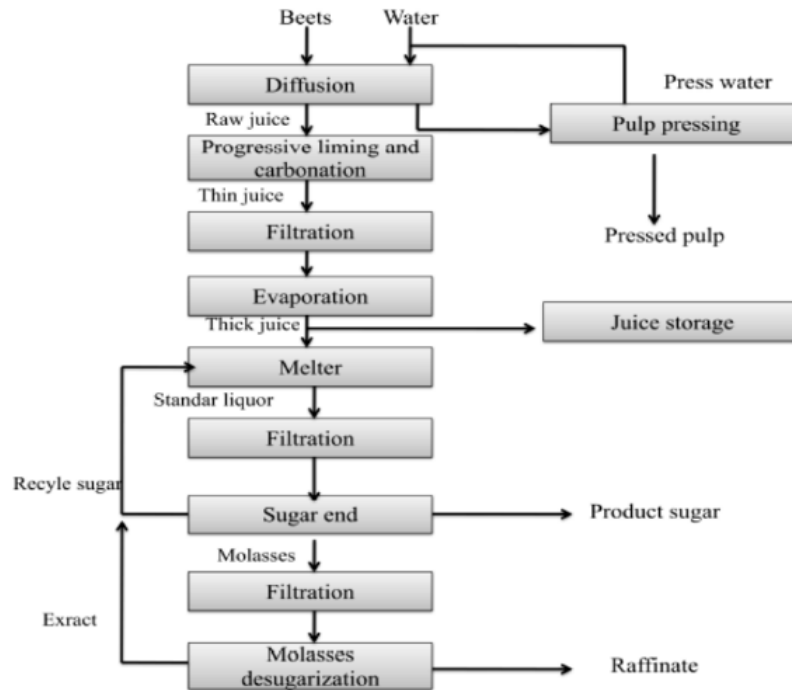 Beets
Water
Diffusion
Press water
Pulp pressing
Raw juice
Progressive liming and
carbonation
Thin juice
Pressed pulp
Filtration
Evaporation
Thick juice
Juice storage
Melter
Standar liquor
Filtration
Recyle sugar
Sugar end
Product sugar
Molasses
Filtration
Exract
Molasses
desugarization
Raffinate